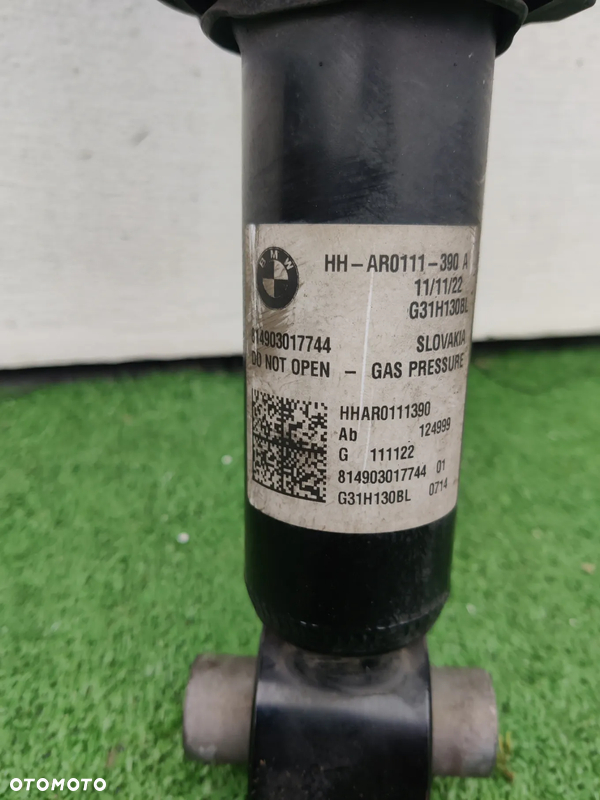 BMW
HH-AR0111-390 A
11/11/22
G31H130BL
814903017744 SLOVAKIA
DO NOT OPEN - GAS PRESSURE
HHAR0111390
Ab 124999
G 111122
814903017744 01
G31H130BL 0714
OTOMOTO